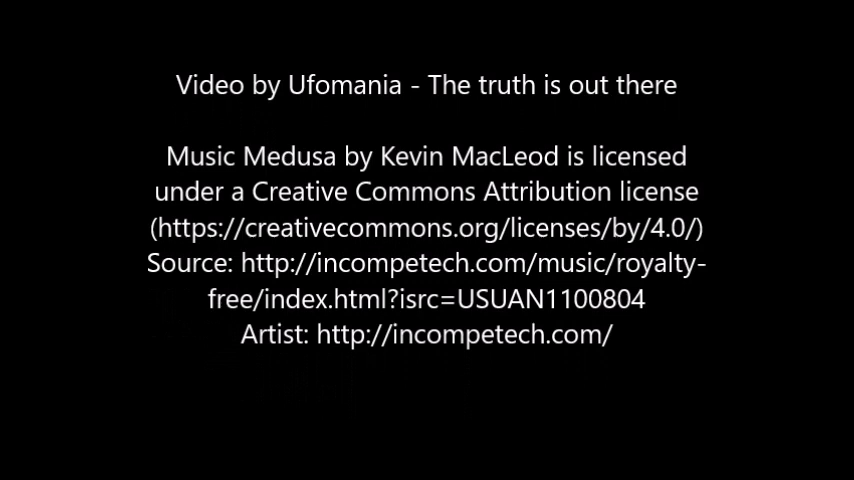 Video by Ufomania - The truth is out there
Music Medusa by Kevin MacLeod is licensed
under a Creative Commons Attribution license
(https://creativecommons.org/licenses/by/4.0/)
Source: http://incompetech.com/music/royalty-
free/index.html?isrc=USUAN1100804
Artist: http://incompetech.com/